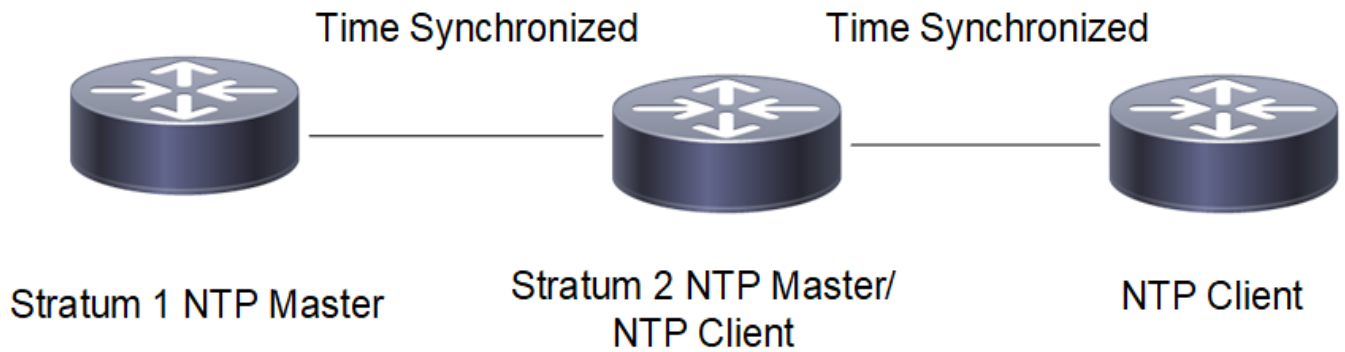 Time Synchronized
Time Synchronized
Stratum 1 NTP Master
Stratum 2 NTP Master/
NTP Client
NTP Client